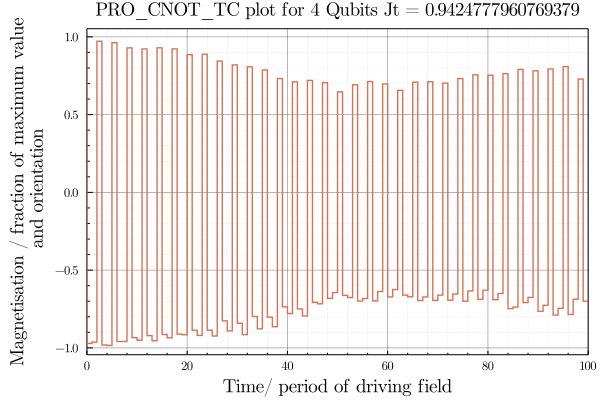 PRO_CNOT_TC plot for 4 Qubits Jt = 0.9424777960769379
Magnetisation / fraction of maximum value
and orientation
1.0
0.5
0.0
−0.5
−1.0
0 20 40 60 80 100
Time/ period of driving field